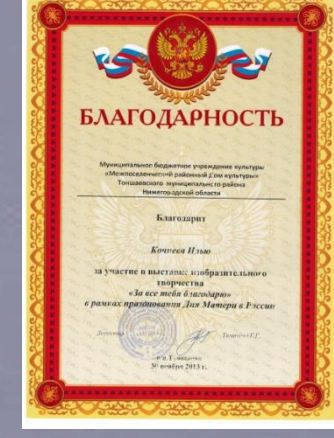 БЛАГОДАРНОСТЬ
Муниципальное бюджетное учреждение культуры
«Межпоселенческий районный Дом культуры»
Тоншаевского муниципального района
Нижегородской области
Благодарит
Кочнева Илью
за участие в выставке изобразительного
творчества
«За все тебя благодарю»
в рамках празднования Дня Матери в России
Директор
30 ноября 2013 г.